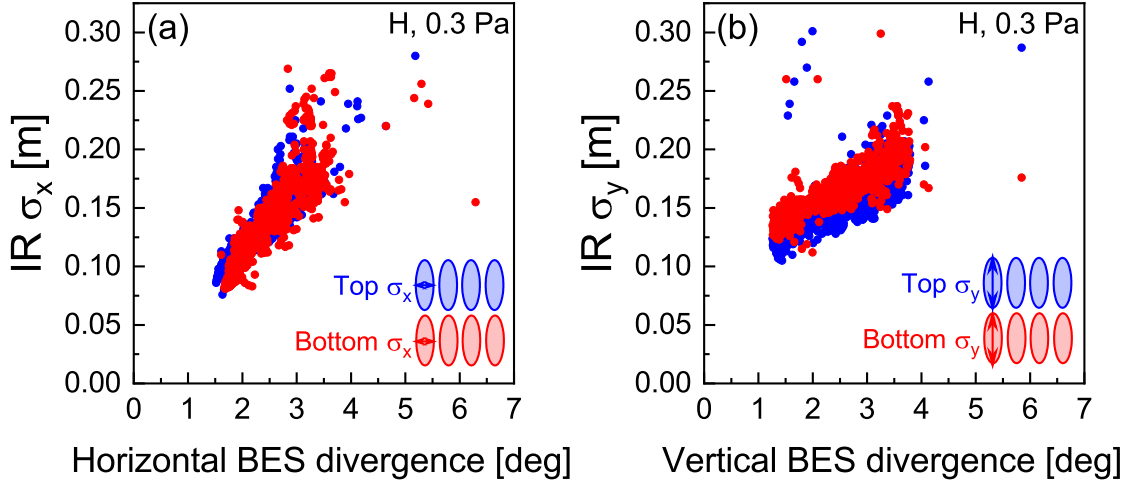 (a)
H, 0.3 Pa
0.30
0.25
0.20
0.15
0.10
0.05
0.00
IR σx [m]
Top σx
Bottom σx
0 1 2 3 4 5 6 7
Horizontal BES divergence [deg]
(b)
H, 0.3 Pa
0.30
0.25
0.20
0.15
0.10
0.05
0.00
IR σy [m]
Top σy
Bottom σy
0 1 2 3 4 5 6 7
Vertical BES divergence [deg]